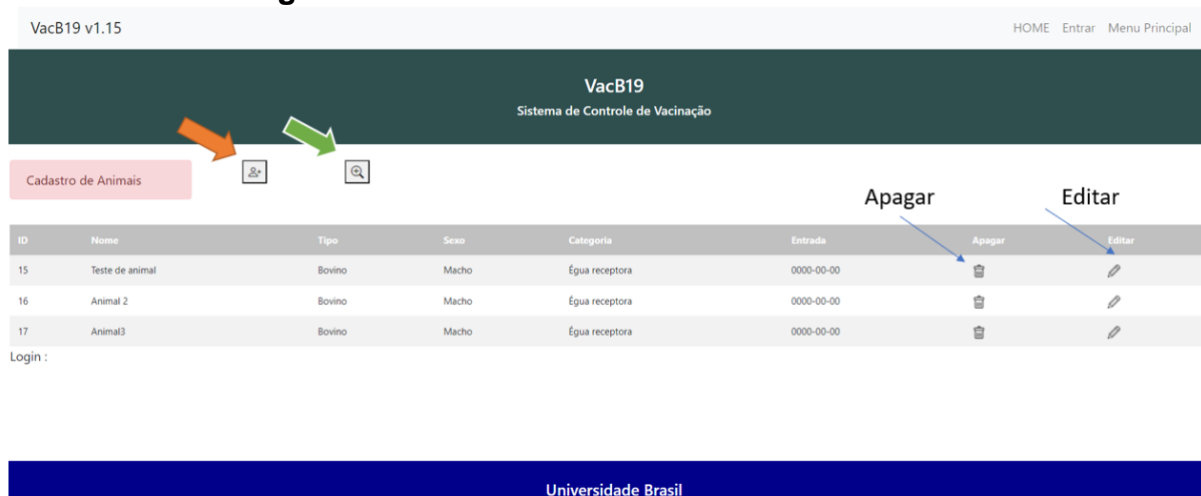 VacB19 v1.15 HOME Entrar Menu Principal
VacB19
Sistema de Controle de Vacinação
Cadastro de Animais
Apagar Editar
ID Nome Tipo Sexo Categoria Entrada Apagar Editar
15 Teste de animal Bovino Macho Égua receptora 0000-00-00
16 Animal 2 Bovino Macho Égua receptora 0000-00-00
17 Animal3 Bovino Macho Égua receptora 0000-00-00
Login :
Universidade Brasil